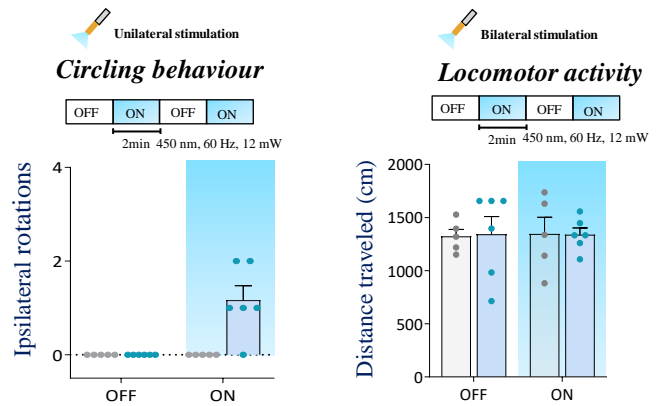 Unilateral stimulation
Circling behaviour
OFF ON OFF ON
2min 450 nm, 60 Hz, 12 mW
Ipsilateral rotations
4
2
0
OFF ON
Bilateral stimulation
Locomotor activity
OFF ON OFF ON
2min 450 nm, 60 Hz, 12 mW
Distance traveled (cm)
2000
1500
1000
500
0
OFF ON